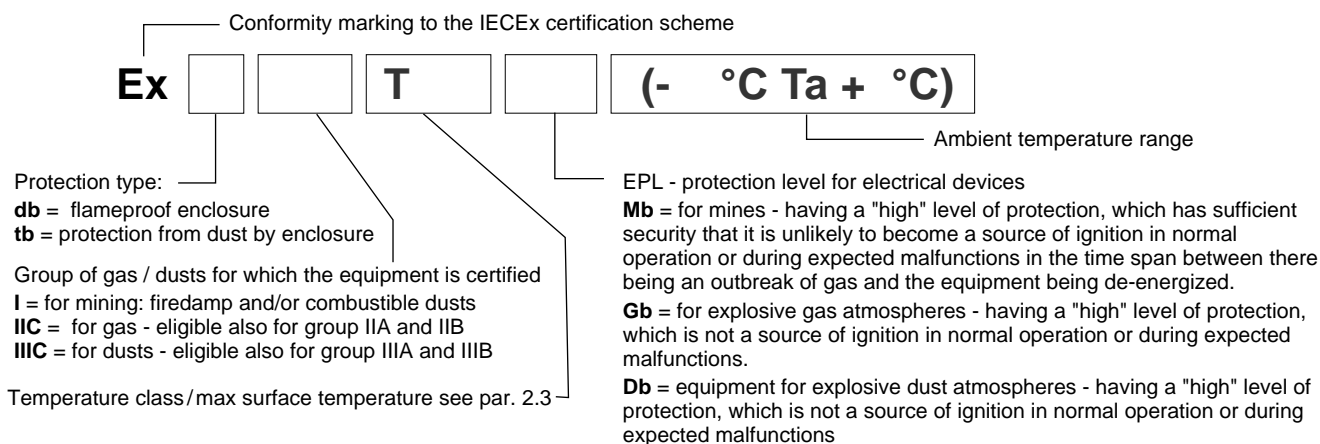 Conformity marking to the IECEx certification scheme
Ex T (- °C Ta + °C)
Ambient temperature range
Protection type:
db = flameproof enclosure
tb = protection from dust by enclosure
Group of gas / dusts for which the equipment is certified
I = for mining: firedamp and/or combustible dusts
IIC = for gas - eligible also for group IIA and IIB
IIIC = for dusts - eligible also for group IIIA and IIIB
Temperature class/max surface temperature see par. 2.3
EPL - protection level for electrical devices
Mb = for mines - having a "high" level of protection, which has sufficient
security that it is unlikely to become a source of ignition in normal
operation or during expected malfunctions in the time span between there
being an outbreak of gas and the equipment being de-energized.
Gb = for explosive gas atmospheres - having a "high" level of protection,
which is not a source of ignition in normal operation or during expected
malfunctions.
Db = equipment for explosive dust atmospheres - having a "high" level of
protection, which is not a source of ignition in normal operation or during
expected malfunctions